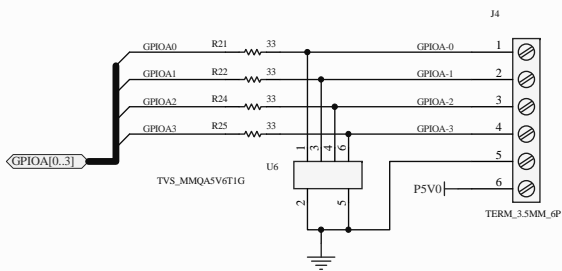 J4
GPIOA0 R21 33 GPIOA-0 1
GPIOA1 R22 33 GPIOA-1 2
GPIOA2 R24 33 GPIOA-2 3
GPIOA3 R25 33 GPIOA-3 4
1 3 4 6
5
GPIOA[0..3]
U6
TVS_MMQA5V6T1G
P5V0 6
2 5
TERM_3.5MM_6P